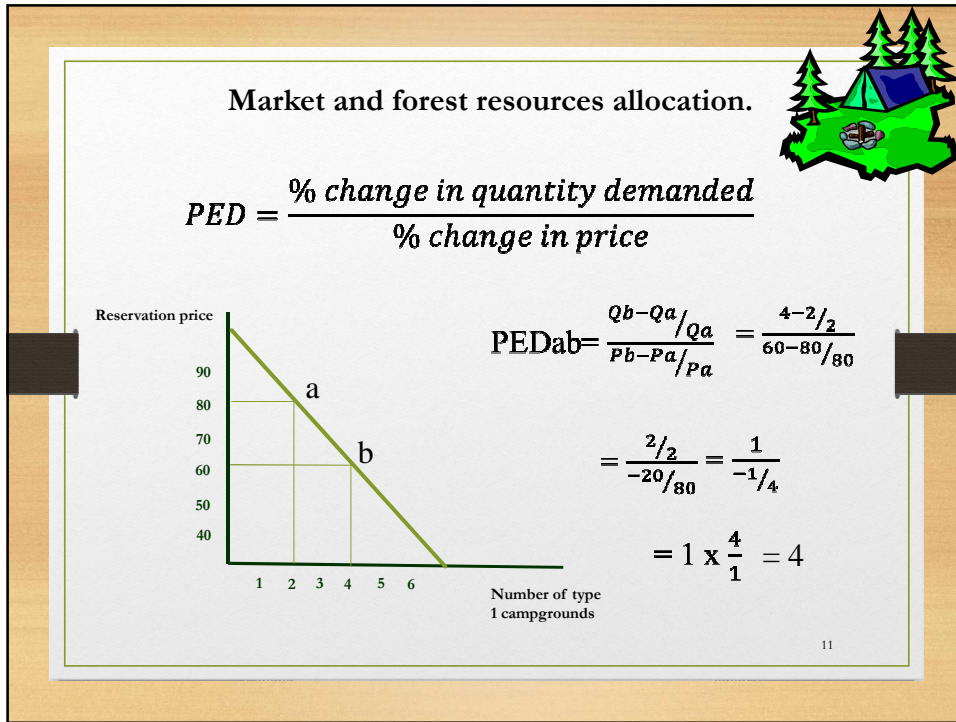 Market and forest resources allocation.
PED = % change in quantity demanded / % change in price
Reservation price
90
80
70
60
50
40
a
b
1 2 3 4 5 6
Number of type
1 campgrounds
PEDab= Qb−Qa/Qa / Pb−Pa/Pa = 4−2/2 / 60−80/80
= 2/2 / −20/80 = 1 / −1/4
= 1 x 4/1 = 4
11